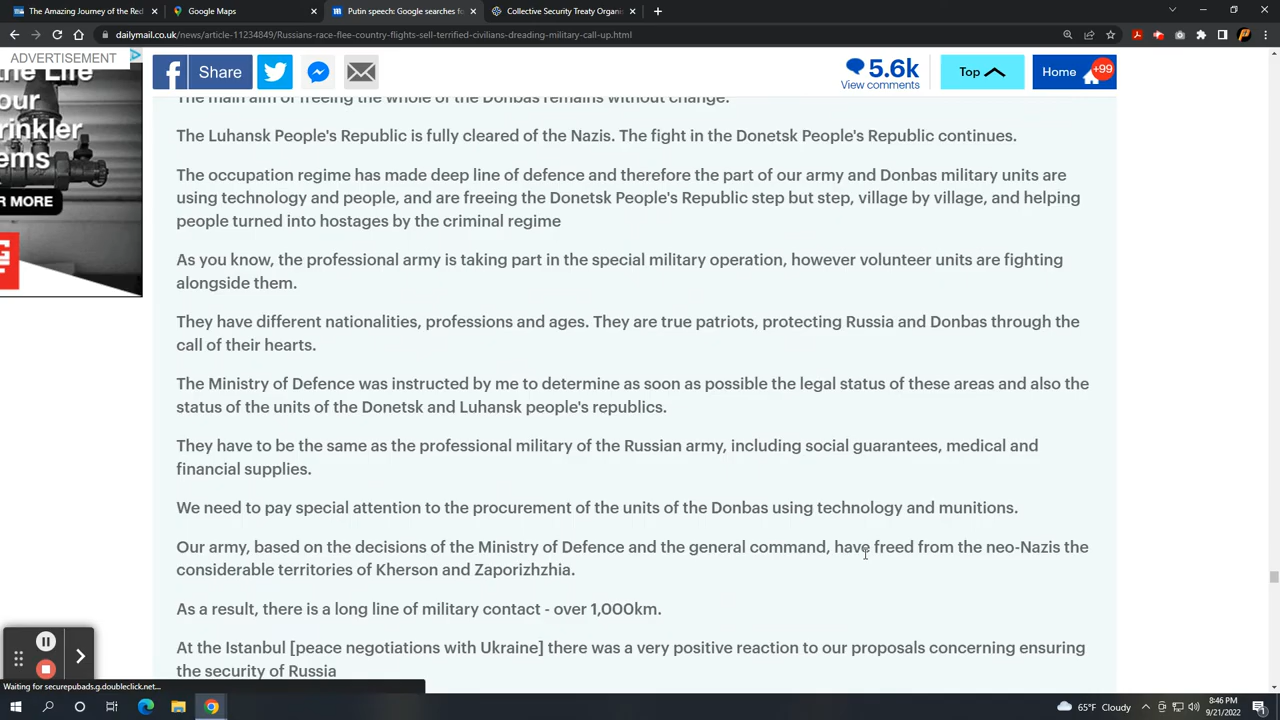 The Amazing Days of the Red
Google Maps
Putin speech: searches fo
Collective Security Treaty Organis
dailymail.co.uk/news/article-11234849/Russians-race-flee-country-flights-sell-terrified-civilians-dreading-military-call-up.html
ADVERTISEMENT
the Life
our
rinkler
ems
R MORE
Share
5.6k
View comments
Top
Home
+99
The main aim of freeing the whole of the Donbas remains without change.
The Luhansk People's Republic is fully cleared of the Nazis. The fight in the Donetsk People's Republic continues.
The occupation regime has made deep line of defence and therefore the part of our army and Donbas military units are
using technology and people, and are freeing the Donetsk People's Republic step but step, village by village, and helping
people turned into hostages by the criminal regime
As you know, the professional army is taking part in the special military operation, however volunteer units are fighting
alongside them.
They have different nationalities, professions and ages. They are true patriots, protecting Russia and Donbas through the
call of their hearts.
The Ministry of Defence was instructed by me to determine as soon as possible the legal status of these areas and also the
status of the units of the Donetsk and Luhansk people's republics.
They have to be the same as the professional military of the Russian army, including social guarantees, medical and
financial supplies.
We need to pay special attention to the procurement of the units of the Donbas using technology and munitions.
Our army, based on the decisions of the Ministry of Defence and the general command, have freed from the neo-Nazis the
considerable territories of Kherson and Zaporizhzhia.
As a result, there is a long line of military contact - over 1,000km.
At the Istanbul [peace negotiations with Ukraine] there was a very positive reaction to our proposals concerning ensuring
the security of Russia
Waiting for securepubads.g.doubleclick.net...
65°F Cloudy
8:46 PM
9/21/2022